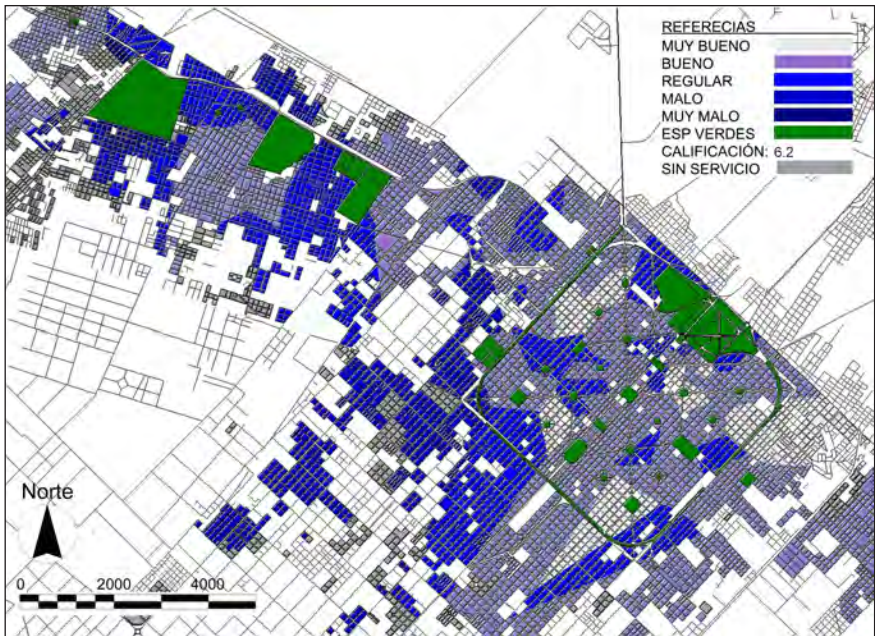 REFERECIAS
MUY BUENO
BUENO
REGULAR
MALO
MUY MALO
ESP VERDES
CALIFICACIÓN: 6.2
SIN SERVICIO
Norte
0 2000 4000